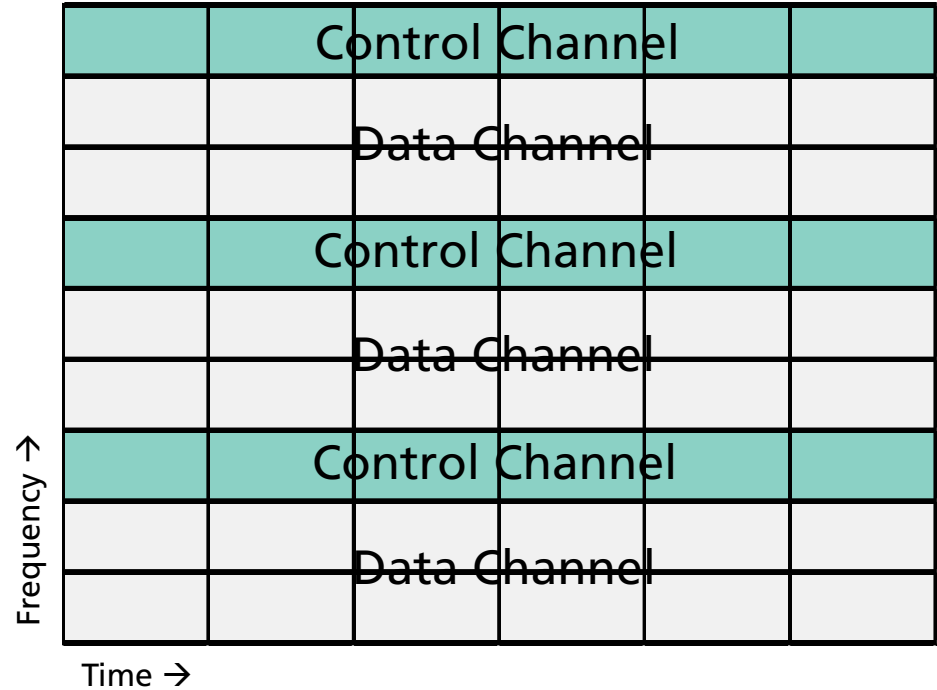 Control Channel
Data Channel
Control Channel
Data Channel
Control Channel
Data Channel
Frequency →
Time →